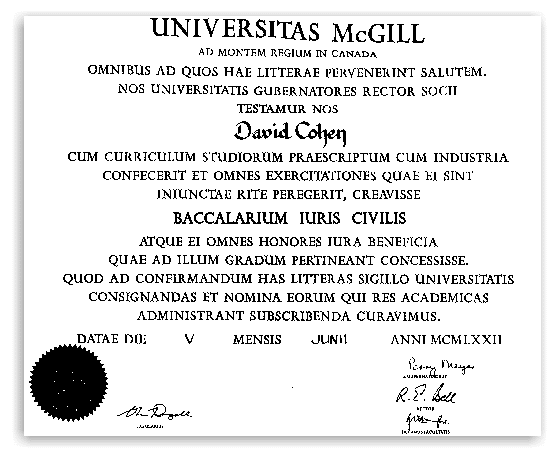 UNIVERSITAS McGILL
AD MONTEM REGIUM IN CANADA
OMNIBUS AD QUOS HAE LITTERAE PERVENERINT SALUTEM.
NOS UNIVERSITATIS GUBERNATORES RECTOR SOCII
TESTAMUR NOS
David Cohen
CUM CURRICULUM STUDIORUM PRAESCRIPTUM CUM INDUSTRIA
CONFECERIT ET OMNES EXERCITATIONES QUAE EI SINT
INIUNCTAE RITE PEREGERIT, CREAVISSE
BACCALARIUM IURIS CIVILIS
ATQUE EI OMNES HONORES IURA BENEFICIA
QUAE AD ILLUM GRADUM PERTINEANT CONCESSISSE.
QUOD AD CONFIRMANDUM HAS LITTERAS SIGILLO UNIVERSITATIS
CONSIGNANDAS ET NOMINA EORUM QUI RES ACADEMICAS
ADMINISTRANT SUBSCRIBENDA CURAVIMUS.
DATAE DIE V MENSIS JUNII ANNI MCMLXXII
R. E. Bell
RECTOR